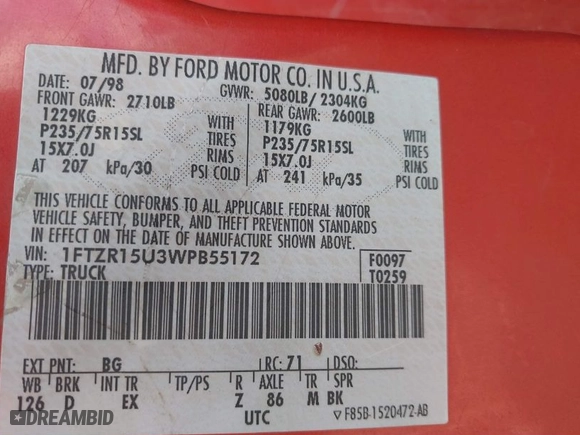 MFD. BY FORD MOTOR CO. IN U.S.A.
DATE: 07/98 GVWR: 5080LB/ 2304KG
FRONT GAWR: 2710LB REAR GAWR: 2600LB
1229KG WITH 1179KG WITH
P235/75R15SL TIRES P235/75R15SL TIRES
15X7.0J RIMS 15X7.0J RIMS
AT 207 kPa/30 PSI COLD AT 241 kPa/35 PSI COLD
THIS VEHICLE CONFORMS TO ALL APPLICABLE FEDERAL MOTOR
VEHICLE SAFETY, BUMPER, AND THEFT PREVENTION STANDARDS
IN EFFECT ON THE DATE OF MANUFACTURE SHOWN ABOVE.
VIN: 1FTZR15U3WPB55172 F0097
TYPE: TRUCK T0259
EXT PNT: BG RC: 71 DSO:
WB BRK INT TR TP/PS R AXLE TR SPR
126 D EX Z 86 M BK
UTC ▽F85B-1520472-AB
DREAMBID